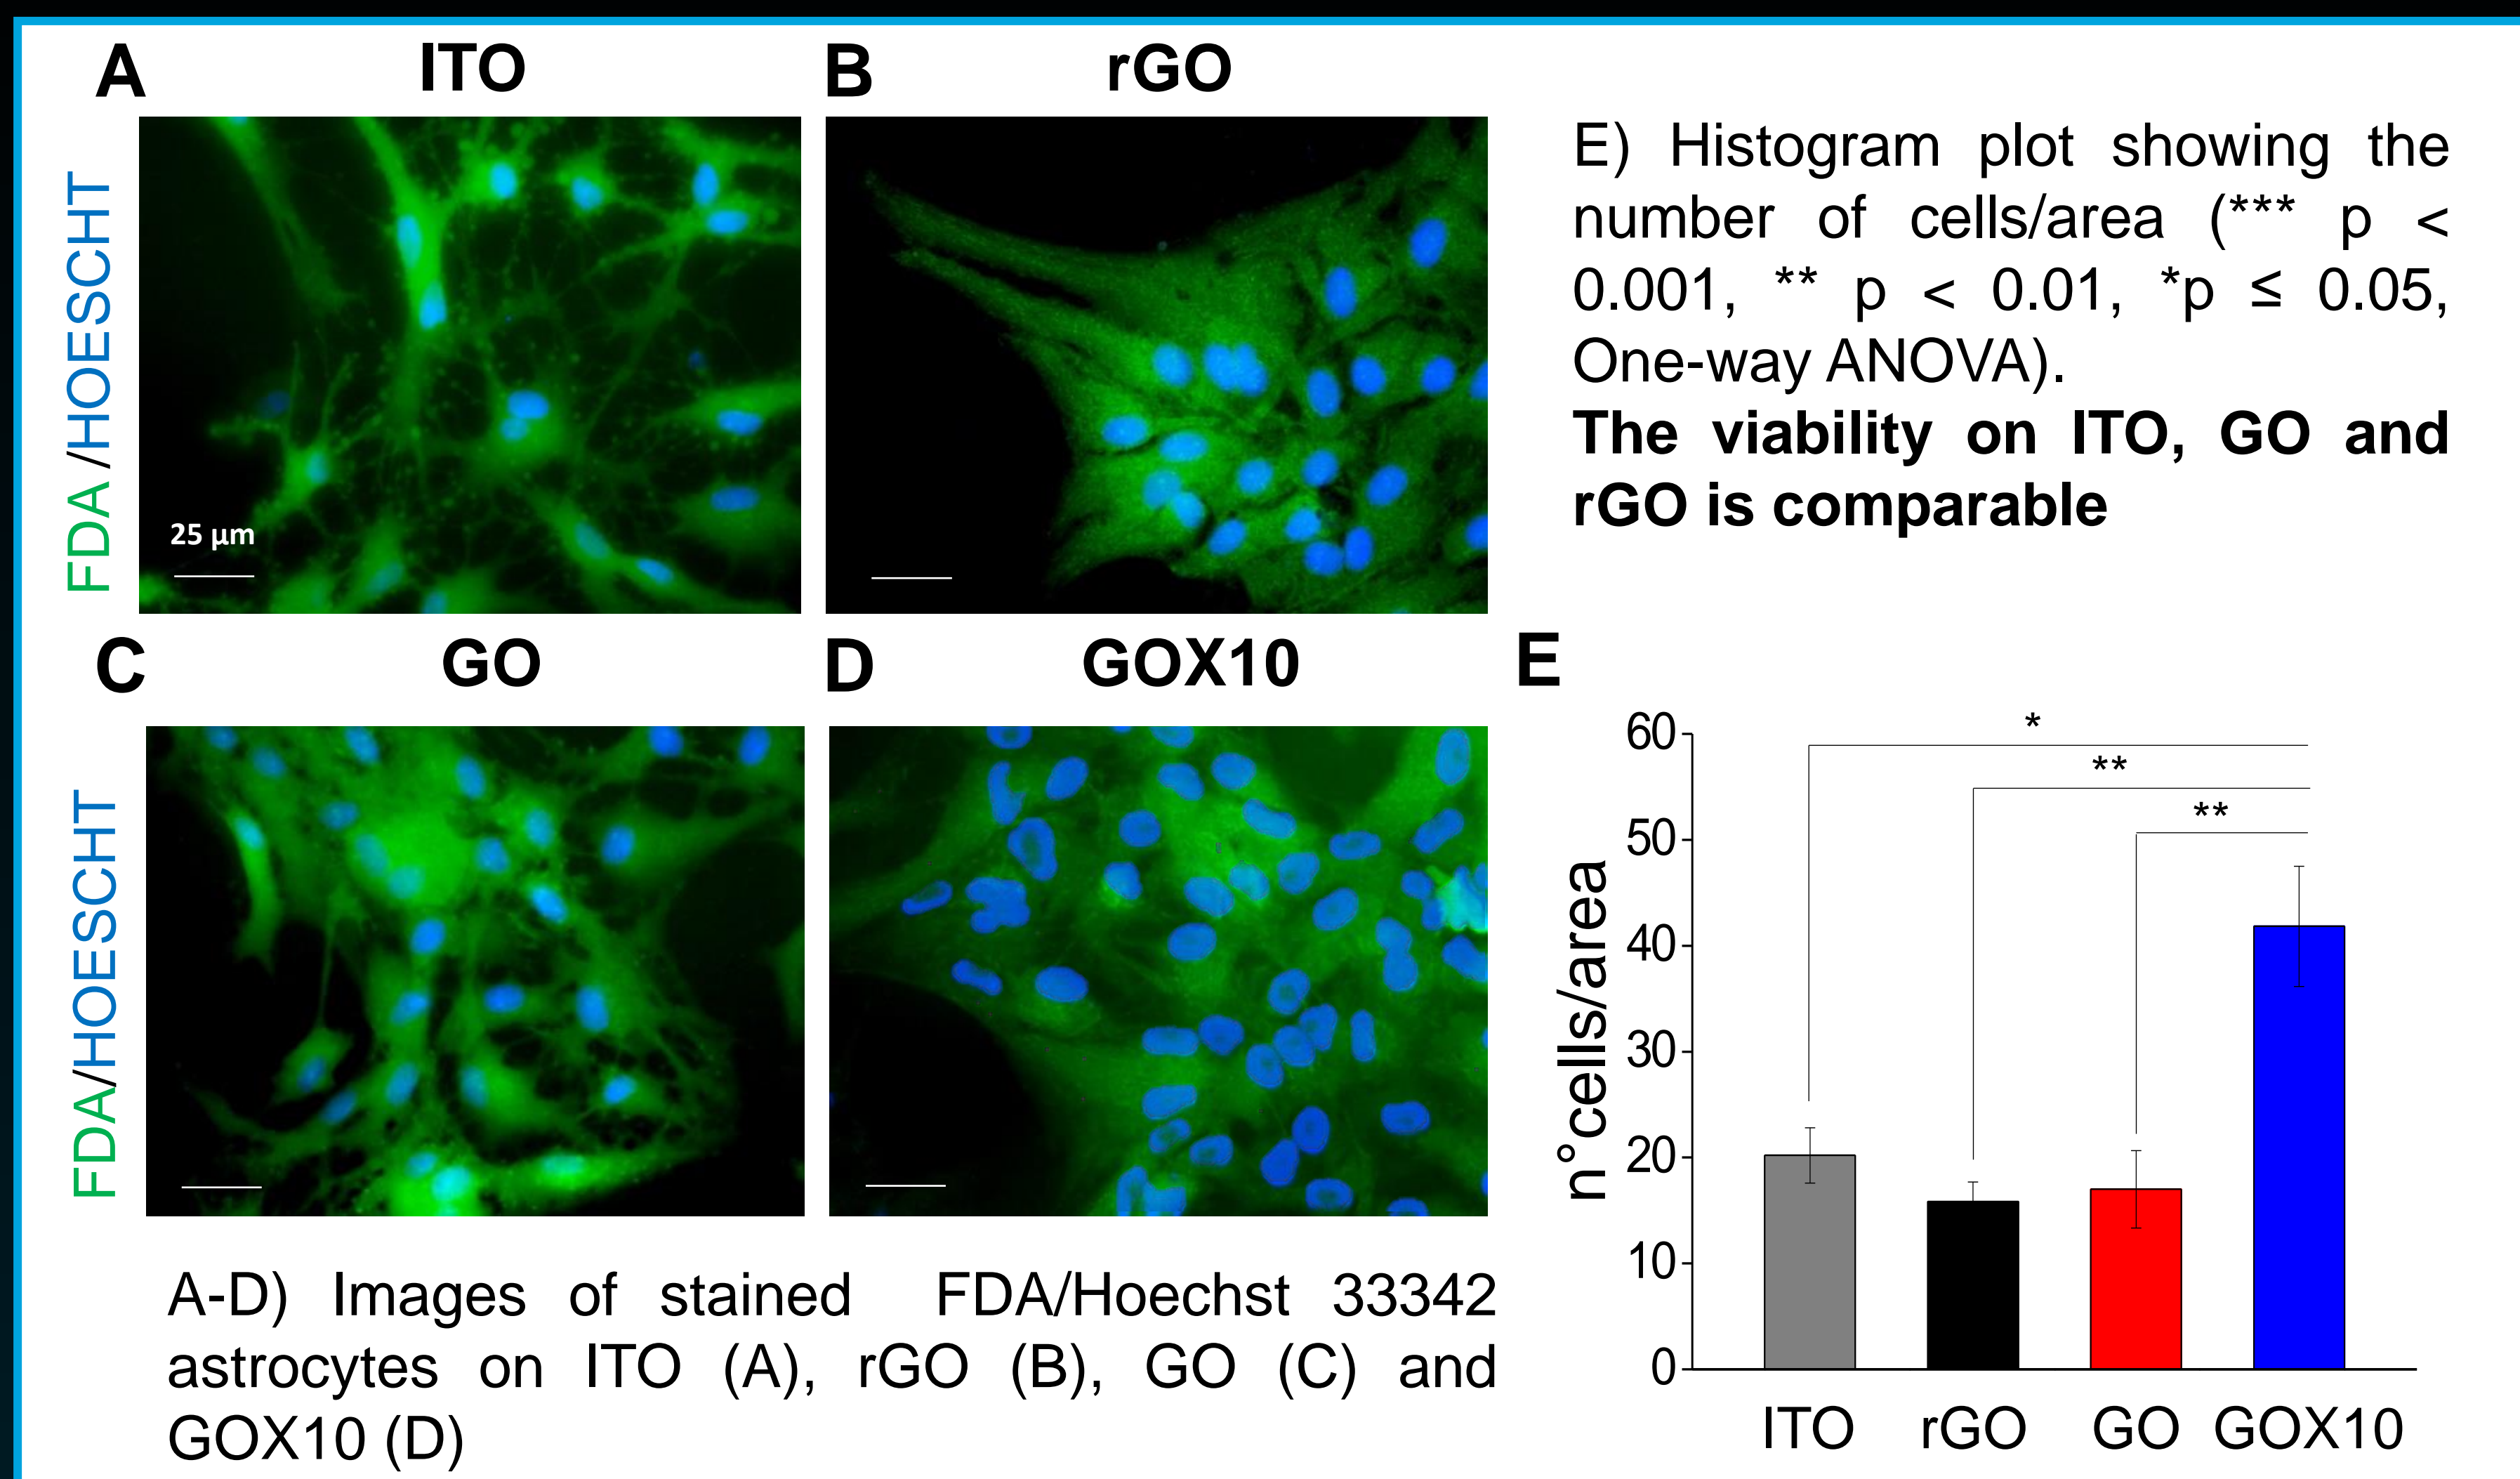 A
ITO
B
rGO
FDA /HOESCHT
25 µm
E) Histogram plot showing the
number of cells/area (*** p <
0.001, ** p < 0.01, *p ≤ 0.05,
One-way ANOVA).
The viability on ITO, GO and
rGO is comparable
C
GO
D
GOX10
FDA/HOESCHT
A-D) Images of stained FDA/Hoechst 33342
astrocytes on ITO (A), rGO (B), GO (C) and
GOX10 (D)
E
n°cells/area
60
50
40
30
20
10
0
*
**
**
ITO rGO GO GOX10